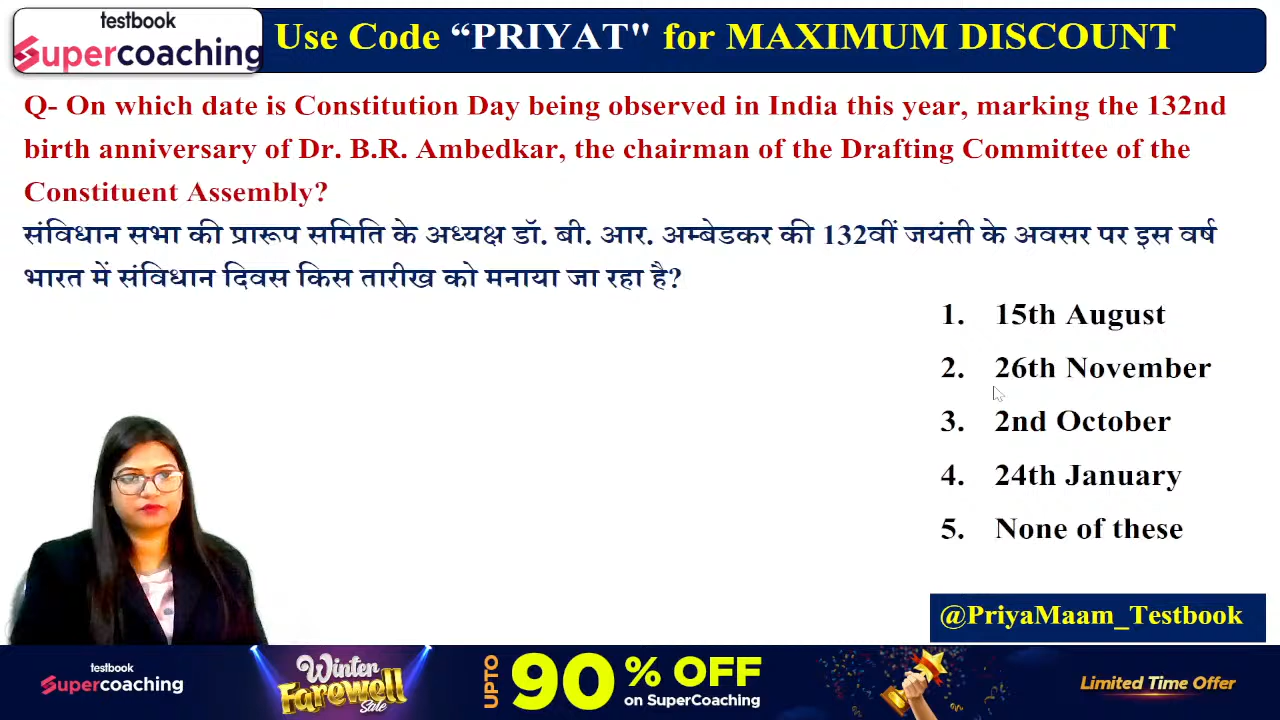 testbook
Supercoaching
Use Code “PRIYAT" for MAXIMUM DISCOUNT
Q- On which date is Constitution Day being observed in India this year, marking the 132nd
birth anniversary of Dr. B.R. Ambedkar, the chairman of the Drafting Committee of the
Constituent Assembly?
संविधान सभा की प्रारूप समिति के अध्यक्ष डॉ. बी. आर. अम्बेडकर की 132वीं जयंती के अवसर पर इस वर्ष
भारत में संविधान दिवस किस तारीख को मनाया जा रहा है?
1. 15th August
2. 26th November
3. 2nd October
4. 24th January
5. None of these
@PriyaMaam_Testbook
testbook
Supercoaching
Winter
Farewell
Sale
UPTO 90 % OFF
on SuperCoaching
Limited Time Offer